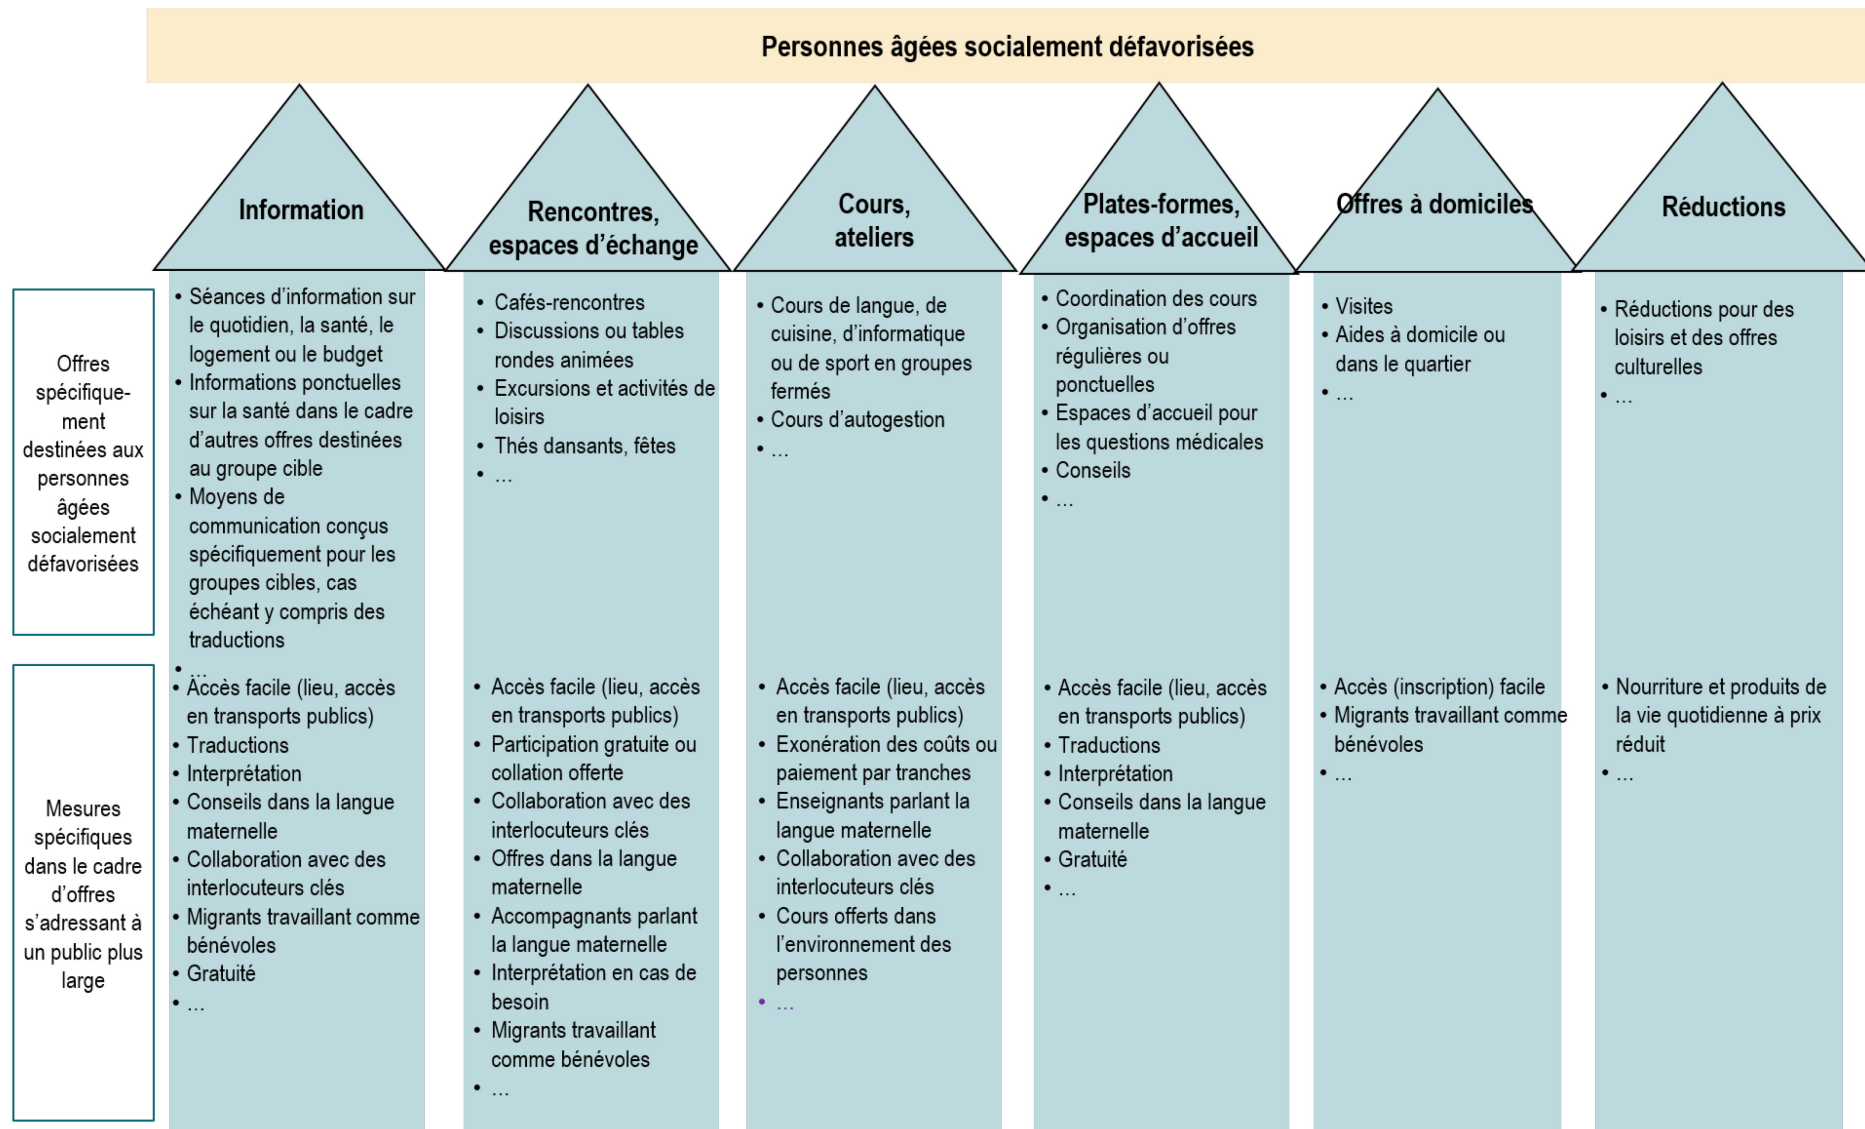 Personnes âgées socialement défavorisées
Information
Rencontres,
espaces d’échange
Cours,
ateliers
Plates-formes,
espaces d’accueil
Offres à domiciles
Réductions
Offres
spécifique-
ment
destinées aux
personnes
âgées
socialement
défavorisées
• Séances d’information sur
le quotidien, la santé, le
logement ou le budget
• Informations ponctuelles
sur la santé dans le cadre
d’autres offres destinées
au groupe cible
• Moyens de
communication conçus
spécifiquement pour les
groupes cibles, cas
échéant y compris des
traductions
• …
• Cafés-rencontres
• Discussions ou tables
rondes animées
• Excursions et activités de
loisirs
• Thés dansants, fêtes
• …
• Cours de langue, de
cuisine, d’informatique
ou de sport en groupes
fermés
• Cours d’autogestion
• …
• Coordination des cours
• Organisation d’offres
régulières ou
ponctuelles
• Espaces d’accueil pour
les questions médicales
• Conseils
• …
• Visites
• Aides à domicile ou
dans le quartier
• …
• Réductions pour des
loisirs et des offres
culturelles
• …
Mesures
spécifiques
dans le cadre
d’offres
s’adressant à
un public plus
large
• Accès facile (lieu, accès
en transports publics)
• Traductions
• Interprétation
• Conseils dans la langue
maternelle
• Collaboration avec des
interlocuteurs clés
• Migrants travaillant comme
bénévoles
• Gratuité
• …
• Accès facile (lieu, accès
en transports publics)
• Participation gratuite ou
collation offerte
• Collaboration avec des
interlocuteurs clés
• Offres dans la langue
maternelle
• Accompagnants parlant
la langue maternelle
• Interprétation en cas de
besoin
• Migrants travaillant
comme bénévoles
• …
• Accès facile (lieu, accès
en transports publics)
• Exonération des coûts ou
paiement par tranches
• Enseignants parlant la
langue maternelle
• Collaboration avec des
interlocuteurs clés
• Cours offerts dans
l’environnement des
personnes
• …
• Accès facile (lieu, accès
en transports publics)
• Traductions
• Interprétation
• Conseils dans la langue
maternelle
• Gratuité
• …
• Accès (inscription) facile
• Migrants travaillant comme
bénévoles
• …
• Nourriture et produits de
la vie quotidienne à prix
réduit
• …